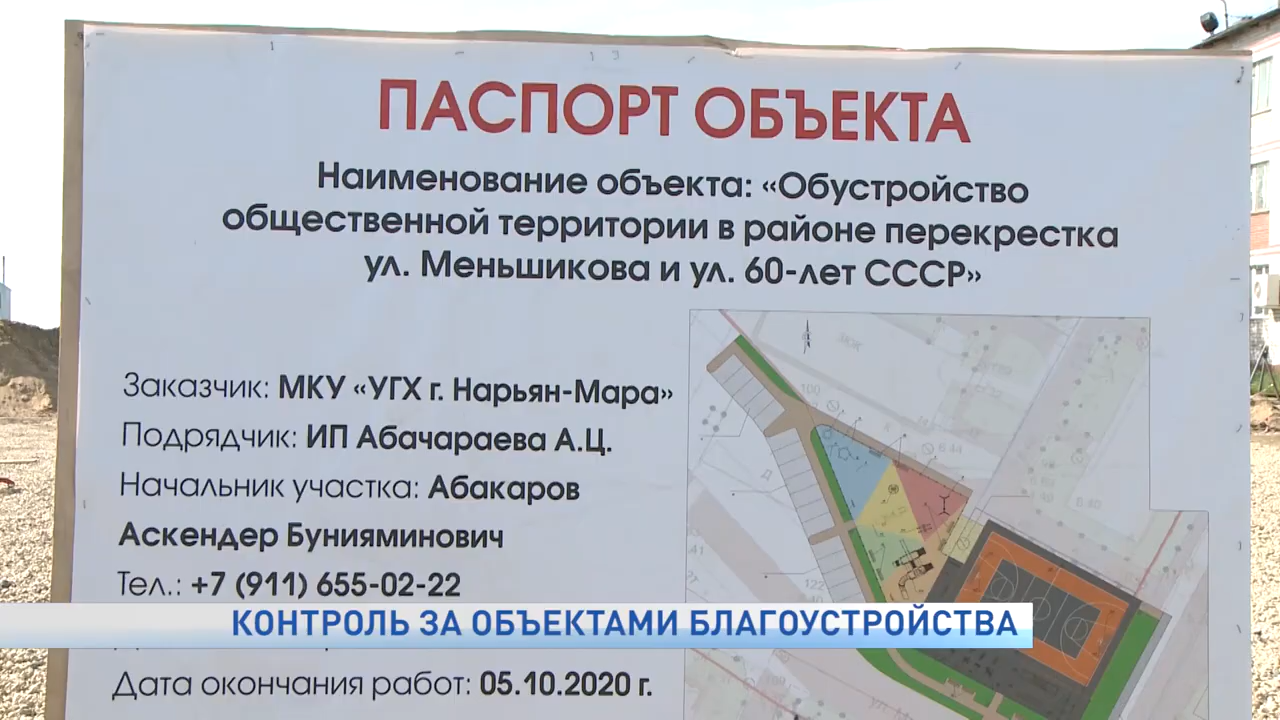 ПАСПОРТ ОБЪЕКТА
Наименование объекта: «Обустройство
общественной территории в районе перекрестка
ул. Меньшикова и ул. 60-лет СССР»
Заказчик: МКУ «УГХ г. Нарьян-Мара»
Подрядчик: ИП Абачараева А.Ц.
Начальник участка: Абакаров
Аскендер Бунияминович
Тел.: +7 (911) 655-02-22
КОНТРОЛЬ ЗА ОБЪЕКТАМИ БЛАГОУСТРОЙСТВА
Дата окончания работ: 05.10.2020 г.